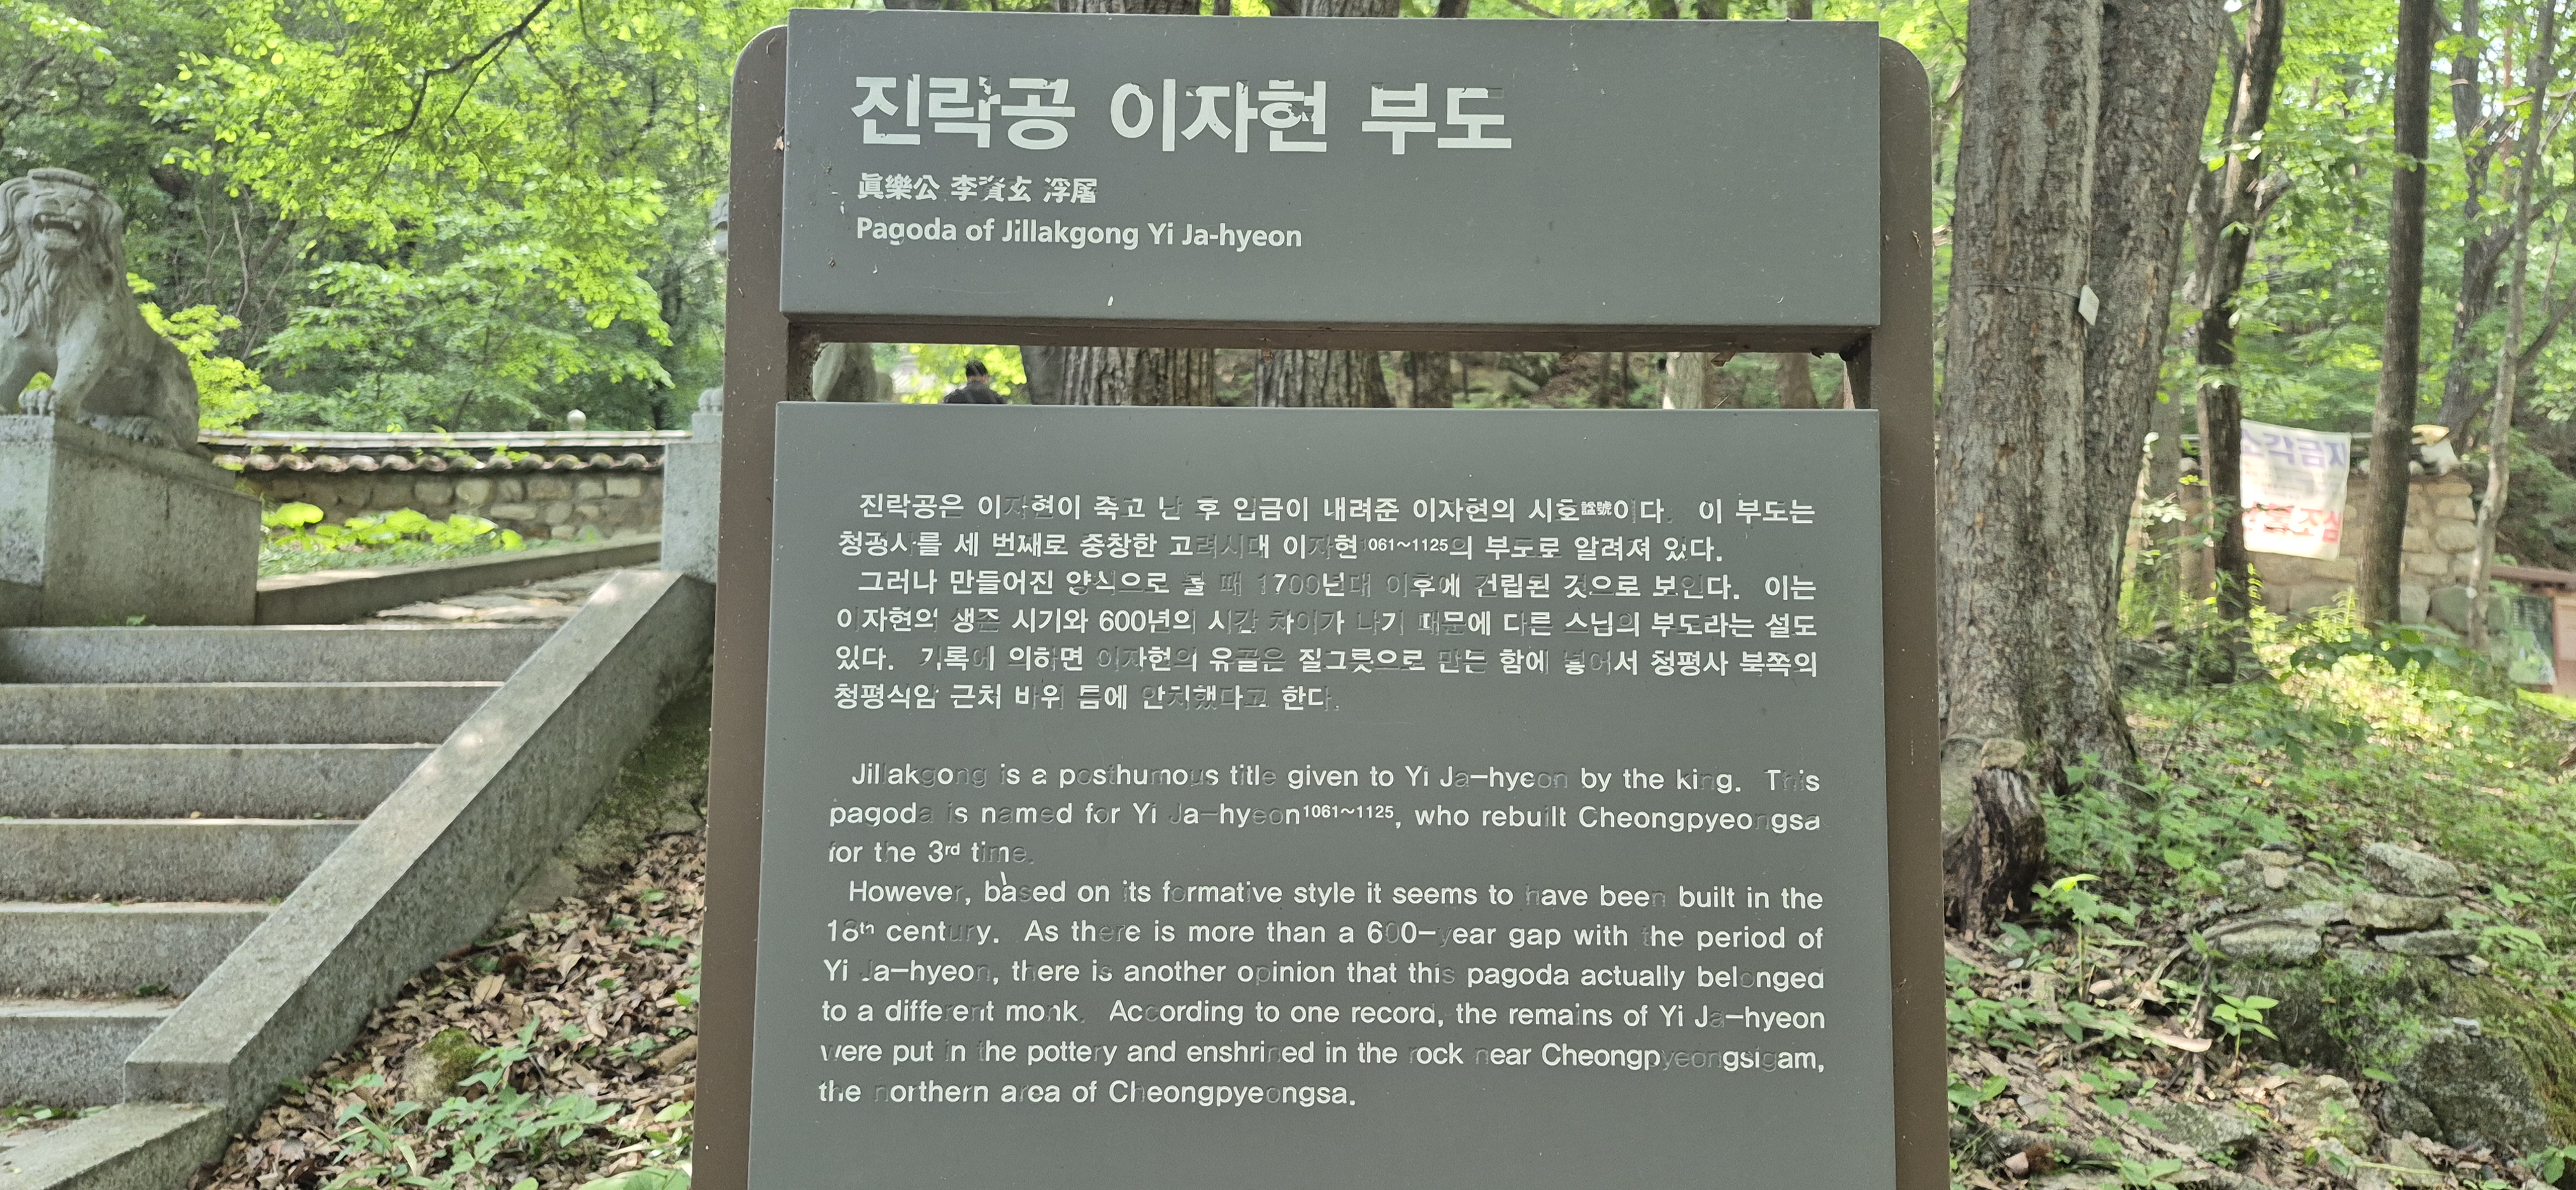 진락공 이자현 부도
眞樂公 李資玄 浮屠
Pagoda of Jillakgong Yi Ja-hyeon
진락공은 이자현이 죽고 난 후 임금이 내려준 이자현의 시호諡號이다. 이 부도는
청평사를 세 번째로 중창한 고려시대 이자현1061~1125의 부도로 알려져 있다.
그러나 만들어진 양식으로 볼 때 1700년대 이후에 건립된 것으로 보인다. 이는
이자현의 생존 시기와 600년의 시간 차이가 나기 때문에 다른 스님의 부도라는 설도
있다. 기록에 의하면 이자현의 유골은 질그릇으로 만든 함에 넣어서 청평사 북쪽의
청평식암 근처 바위 틈에 안치했다고 한다.
Jillakgong is a posthumous title given to Yi Ja-hyeon by the king. This
pagoda is named for Yi Ja-hyeon1061~1125, who rebuilt Cheongpyeongsa
for the 3rd time.
However, based on its formative style it seems to have been built in the
18th century. As there is more than a 600-year gap with the period of
Yi Ja-hyeon, there is another opinion that this pagoda actually belonged
to a different monk. According to one record, the remains of Yi Ja-hyeon
were put in the pottery and enshrined in the rock near Cheongpyeongsigam,
the northern area of Cheongpyeongsa.